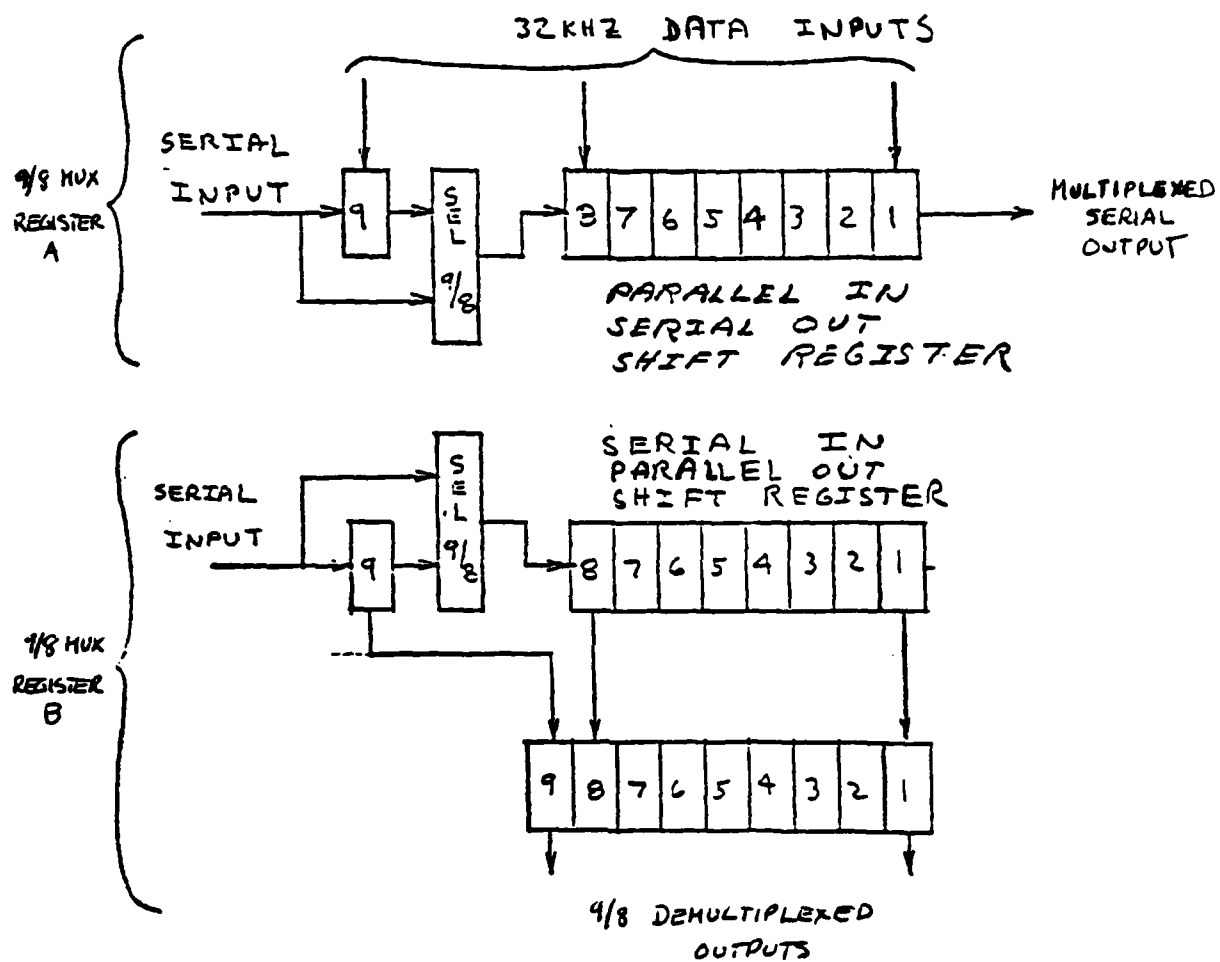 32KHZ DATA INPUTS
SERIAL
INPUT
9/8 MUX
REGISTER
A
9
SEL 9/8
8 7 6 5 4 3 2 1
MULTIPLEXED
SERIAL
OUTPUT
PARALLEL IN
SERIAL OUT
SHIFT REGISTER
SERIAL IN
PARALLEL OUT
SHIFT REGISTER
SERIAL
INPUT
9
SEL 9/8
8 7 6 5 4 3 2 1
9/8 MUX
REGISTER
B
9 8 7 6 5 4 3 2 1
9/8 DEMULTIPLEXED
OUTPUTS